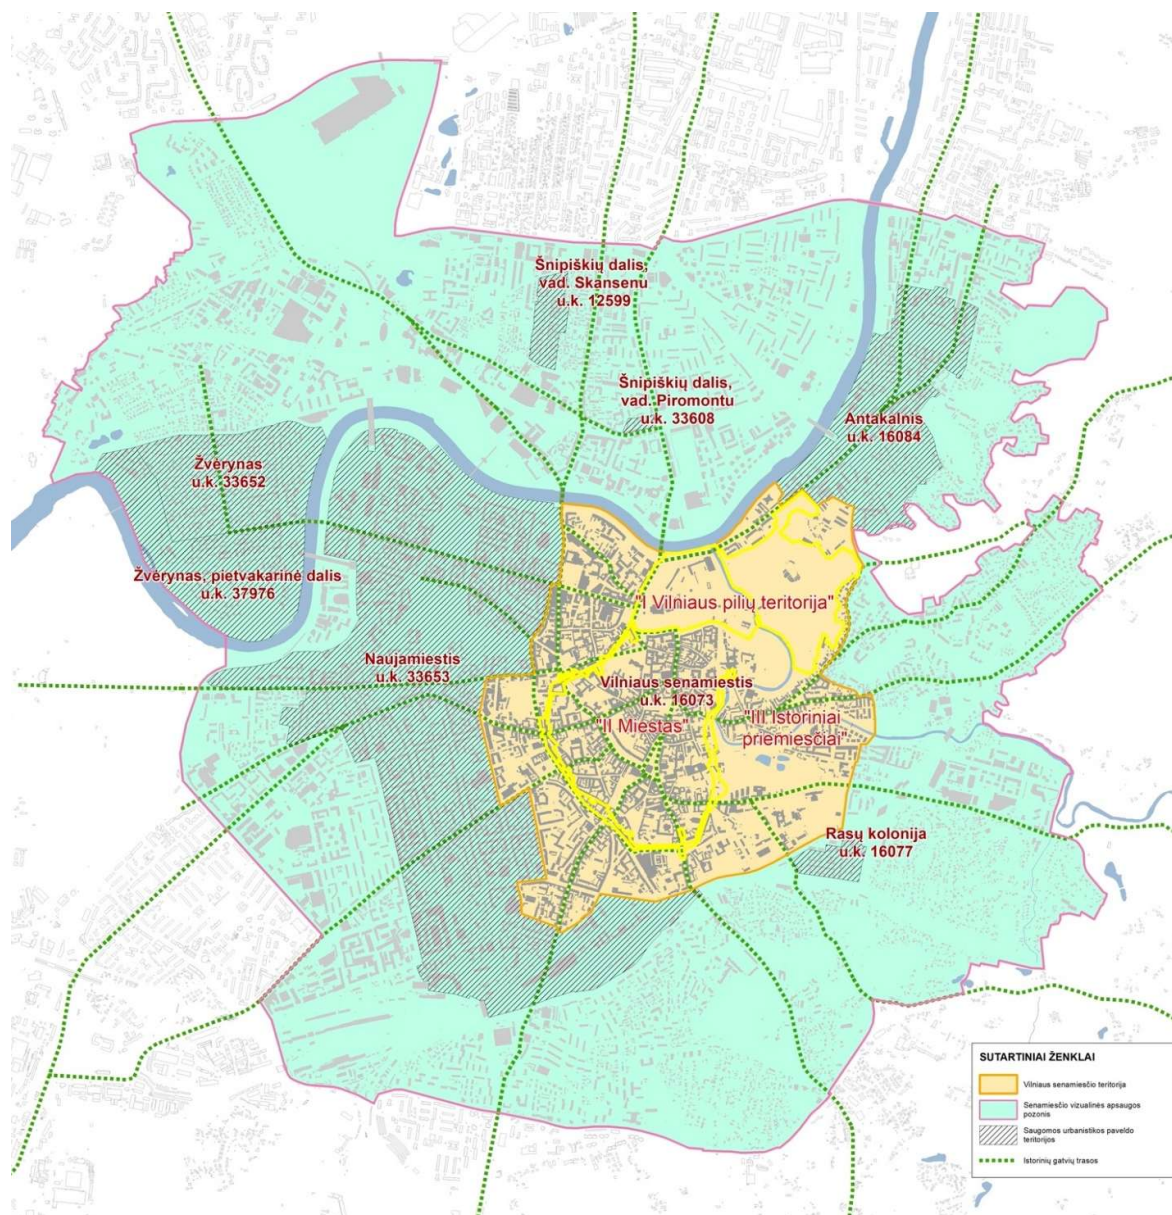 Šnipiškių dalis,
vad. Skansenu
u.k. 12599
Šnipiškių dalis,
vad. Piromontu
u.k. 33608
Antakalnis
u.k. 16084
Žvėrynas
u.k. 33652
Žvėrynas, pietvakarinė dalis
u.k. 37976
"I Vilniaus pilių teritorija"
Naujamiestis
u.k. 33653
Vilniaus senamiestis
u.k. 16073
"II Miestas"
"III Istoriniai
priemiesčiai"
Rasų kolonija
u.k. 16077
SUTARTINIAI ŽENKLAI
Vilniaus senamiesčio teritorija
Senamiesčio vizualinės apsaugos
pozonis
Saugomos urbanistikos paveldo
teritorijos
Istorinių gatvių trasos